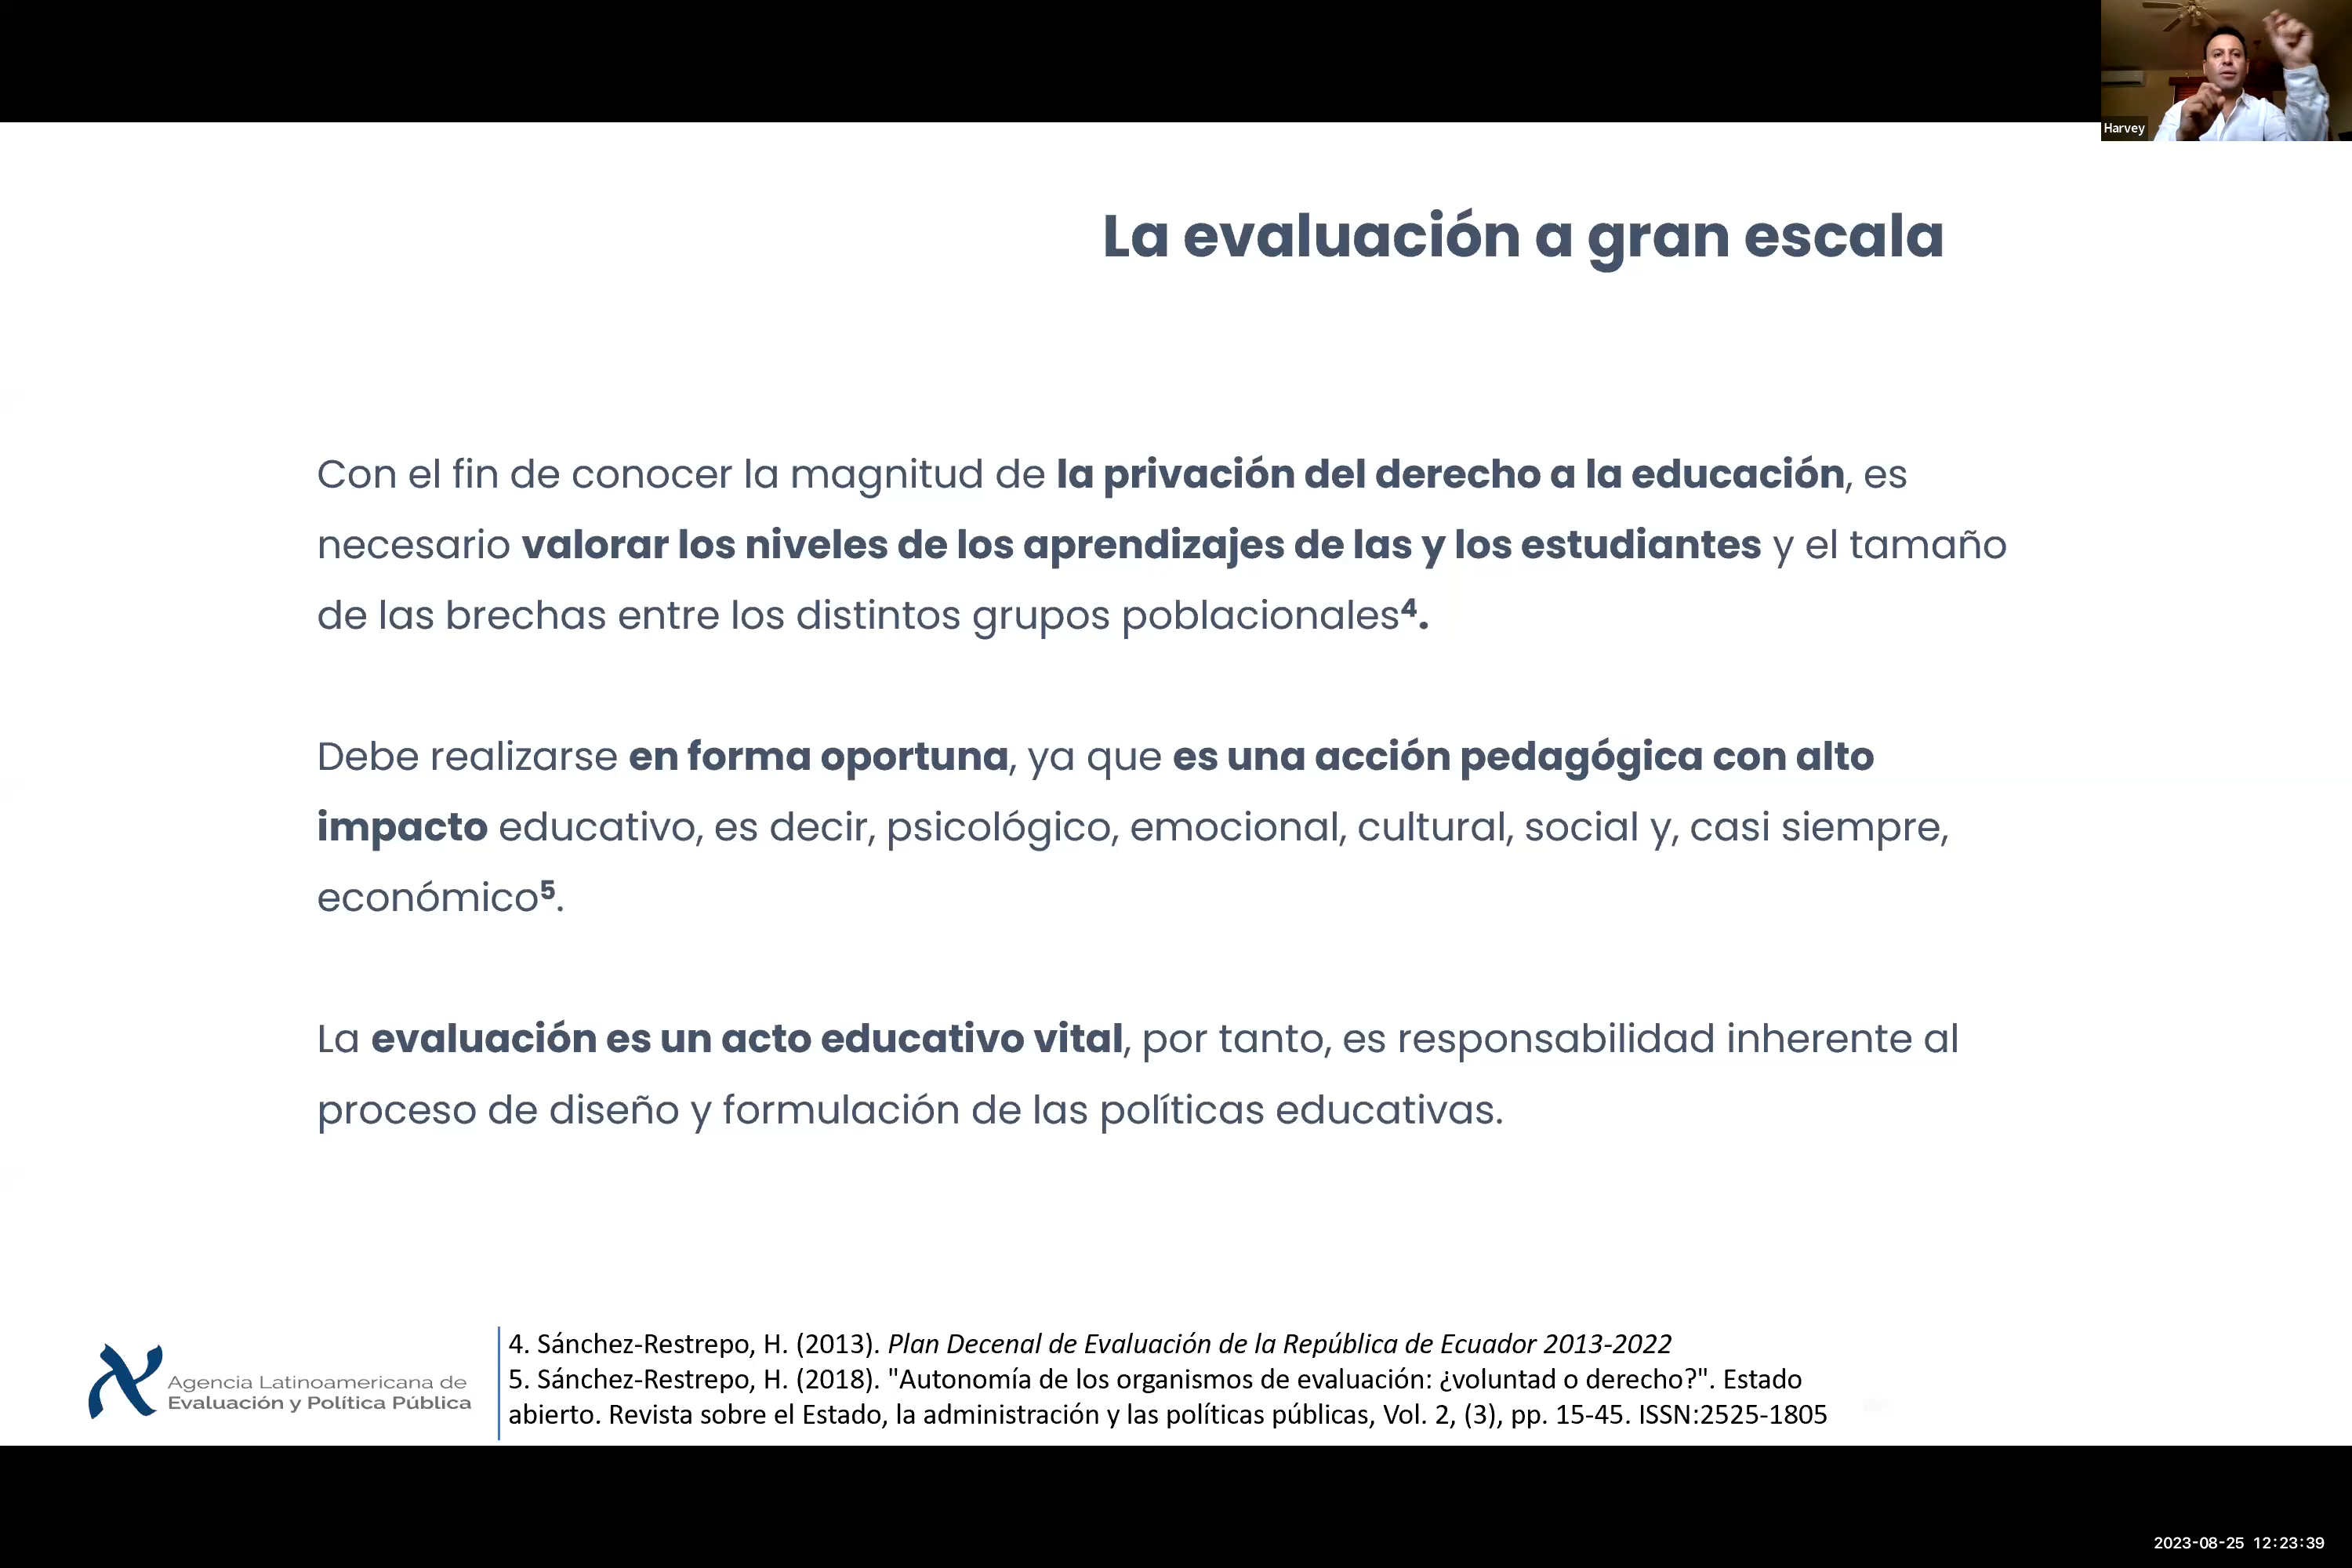 Harvey
La evaluación a gran escala
Con el fin de conocer la magnitud de la privación del derecho a la educación, es
necesario valorar los niveles de los aprendizajes de las y los estudiantes y el tamaño
de las brechas entre los distintos grupos poblacionales⁴.
Debe realizarse en forma oportuna, ya que es una acción pedagógica con alto
impacto educativo, es decir, psicológico, emocional, cultural, social y, casi siempre,
económico⁵.
La evaluación es un acto educativo vital, por tanto, es responsabilidad inherente al
proceso de diseño y formulación de las políticas educativas.
Agencia Latinoamericana de
Evaluación y Política Pública
4. Sánchez-Restrepo, H. (2013). Plan Decenal de Evaluación de la República de Ecuador 2013-2022
5. Sánchez-Restrepo, H. (2018). "Autonomía de los organismos de evaluación: ¿voluntad o derecho?". Estado
abierto. Revista sobre el Estado, la administración y las políticas públicas, Vol. 2, (3), pp. 15-45. ISSN:2525-1805
2023-08-25 12:23:39